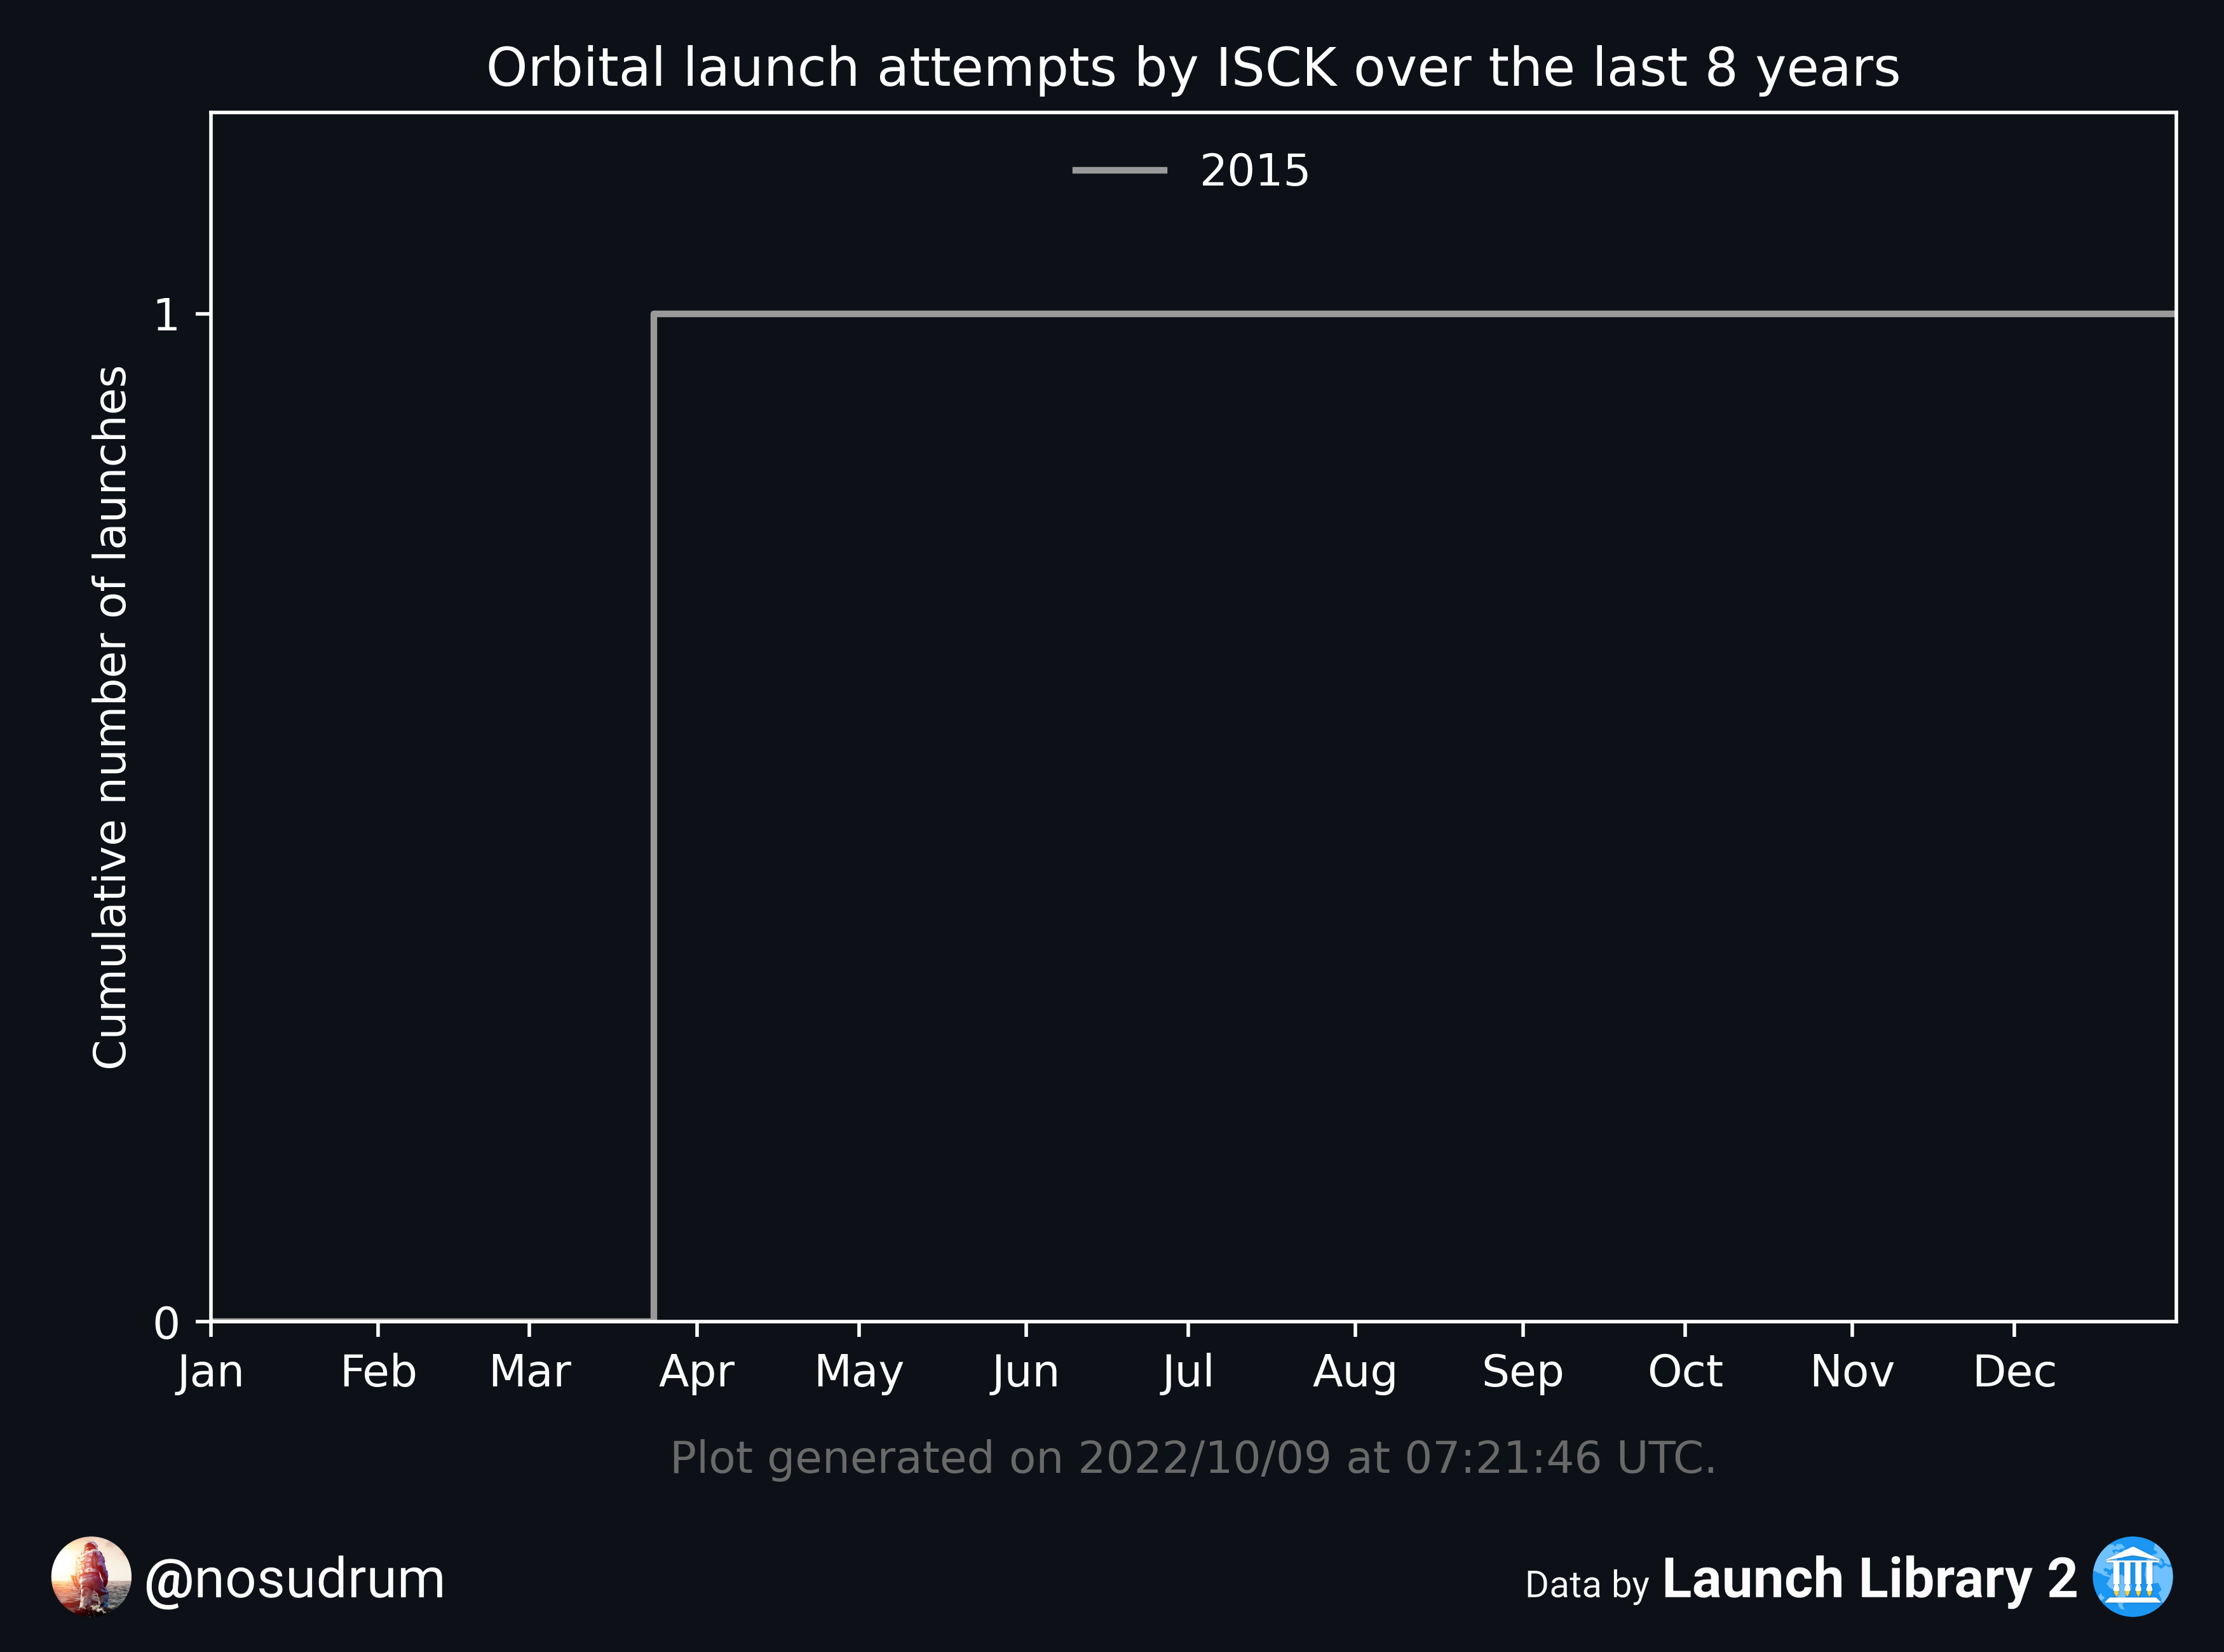 Orbital launch attempts by ISCK over the last 8 years
2015
1
0
Cumulative number of launches
Jan Feb Mar Apr May Jun Jul Aug Sep Oct Nov Dec
Plot generated on 2022/10/09 at 07:21:46 UTC.
@nosudrum
Data by Launch Library 2